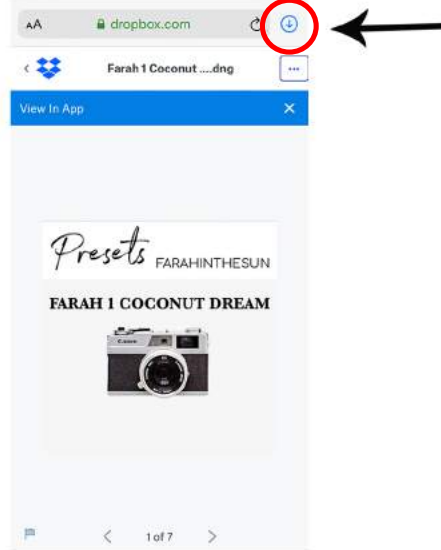 AA dropbox.com
Farah 1 Coconut ....dng
View In App
Presets FARAHINTHESUN
FARAH 1 COCONUT DREAM
Canon
1 of 7